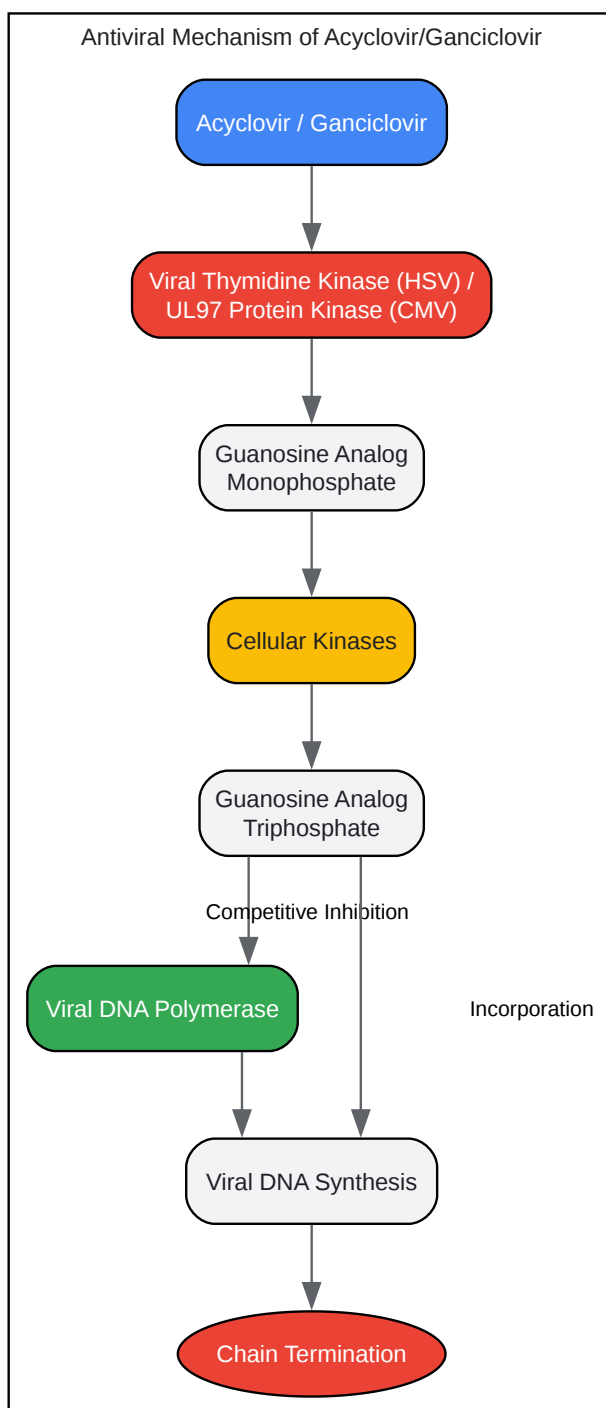 Antiviral Mechanism of Acyclovir/Ganciclovir
Acyclovir / Ganciclovir
Viral Thymidine Kinase (HSV) /
UL97 Protein Kinase (CMV)
Guanosine Analog
Monophosphate
Cellular Kinases
Guanosine Analog
Triphosphate
Competitive Inhibition
Viral DNA Polymerase
Incorporation
Viral DNA Synthesis
Chain Termination